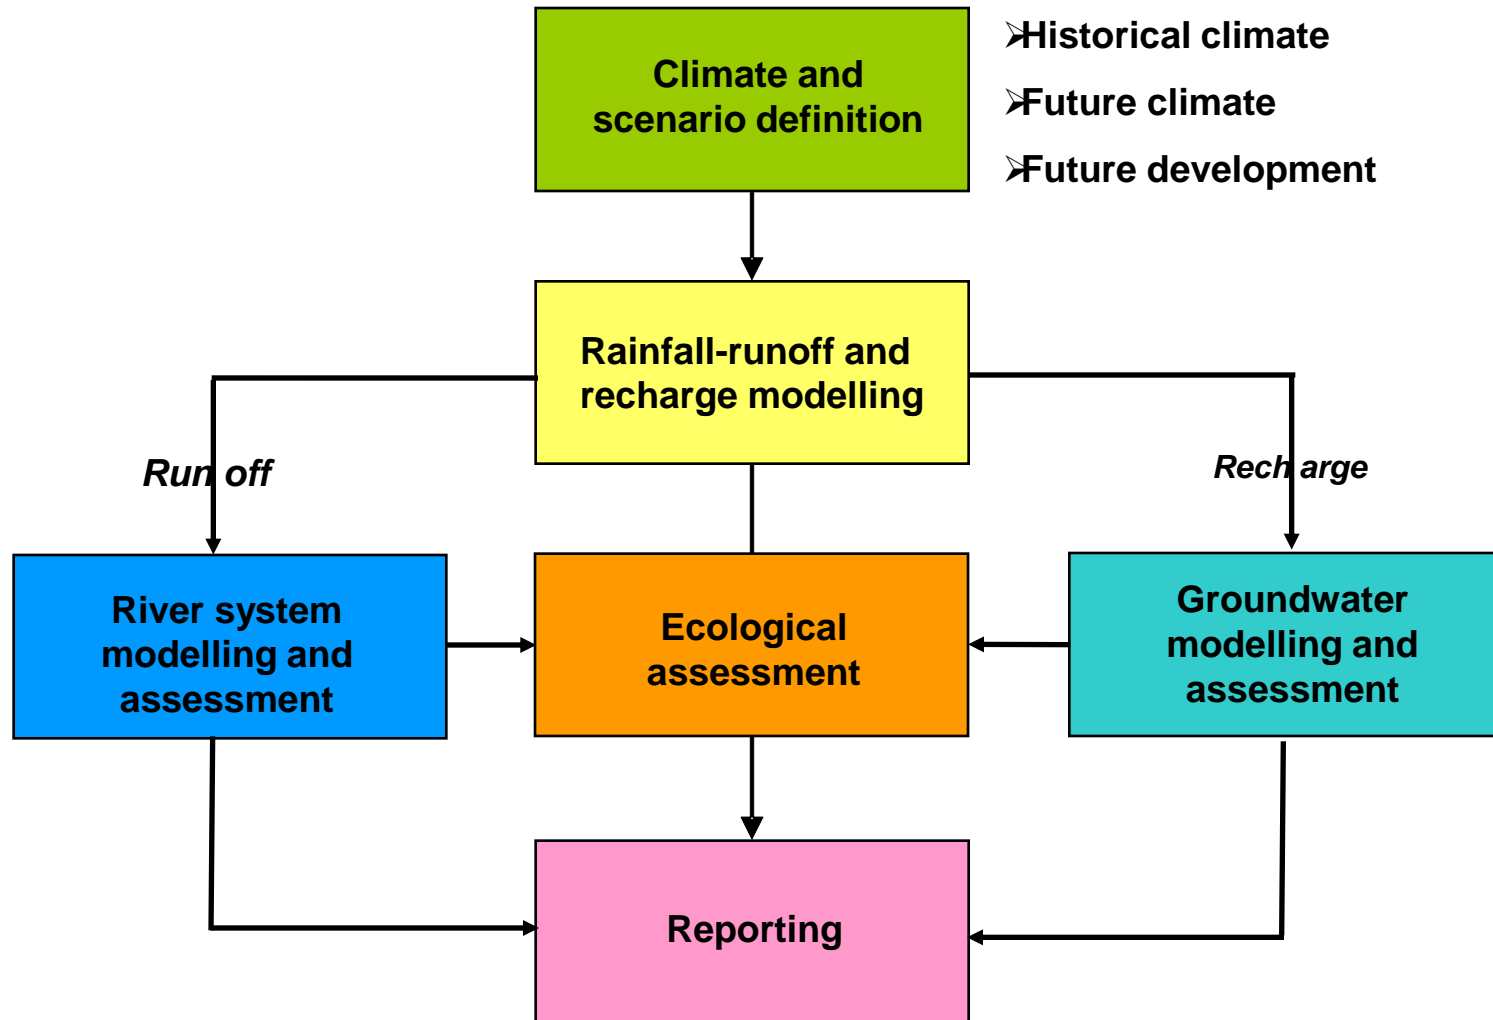 Climate and
scenario definition
➢Historical climate
➢Future climate
➢Future development
Rainfall-runoff and
recharge modelling
Run off
Rech arge
River system
modelling and
assessment
Ecological
assessment
Groundwater
modelling and
assessment
Reporting